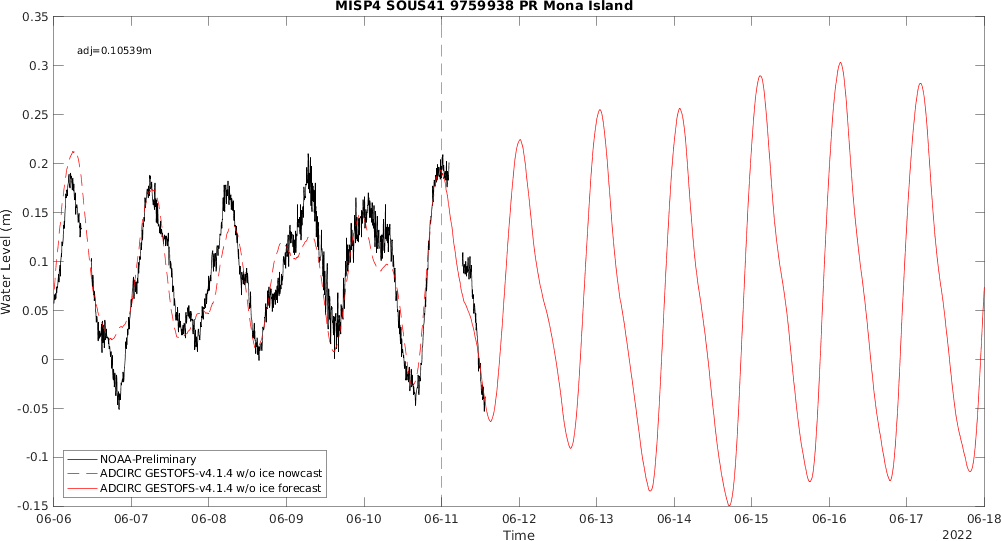 MISP4 SOUS41 9759938 PR Mona Island
0.35
adj=0.10539m
0.3
0.25
0.2
0.15
0.1
0.05
0
-0.05
-0.1
-0.15
Water Level (m)
NOAA-Preliminary
ADCIRC GESTOFS-v4.1.4 w/o ice nowcast
ADCIRC GESTOFS-v4.1.4 w/o ice forecast
06-06 06-07 06-08 06-09 06-10 06-11 06-12 06-13 06-14 06-15 06-16 06-17 06-18
Time
2022